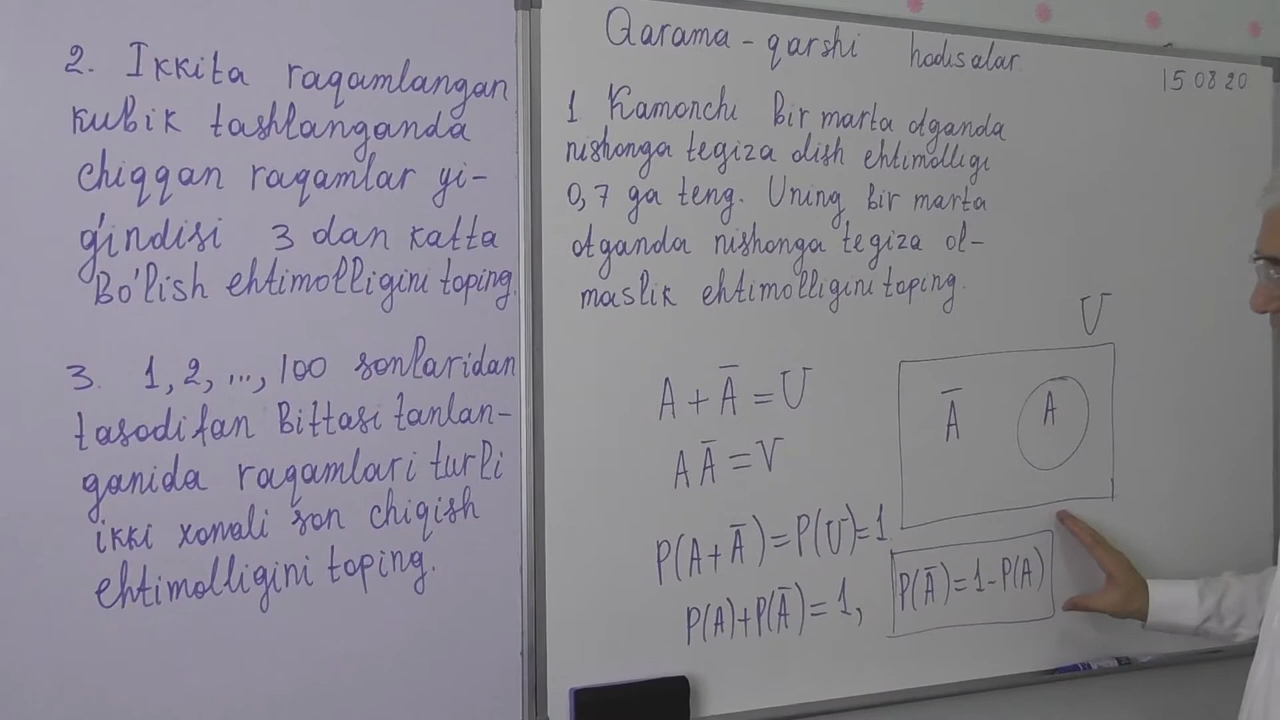 2. Ikkita raqamlangan
kubik tashlanganda
chiqqan raqamlar yi-
g'indisi 3 dan katta
Bo'lish ehtimolligini toping.
3. 1, 2, ..., 100 sonlaridan
tasodifan Bittasi tanlan-
ganida raqamlari turli
ikki xonali son chiqish
ehtimolligini toping.
Qarama-qarshi hodisalar.
15 08 20
1 Kamonchi Bir marta otganda
nishonga tegiza olish ehtimolligi
0,7 ga teng. Uning bir marta
otganda nishonga tegiza ol-
maslik ehtimolligini toping.
U
A + Ā = U
A Ā = V
Ā A
P(A+Ā)=P(U)=1
P(A)+P(Ā)=1,
P(Ā)=1-P(A)